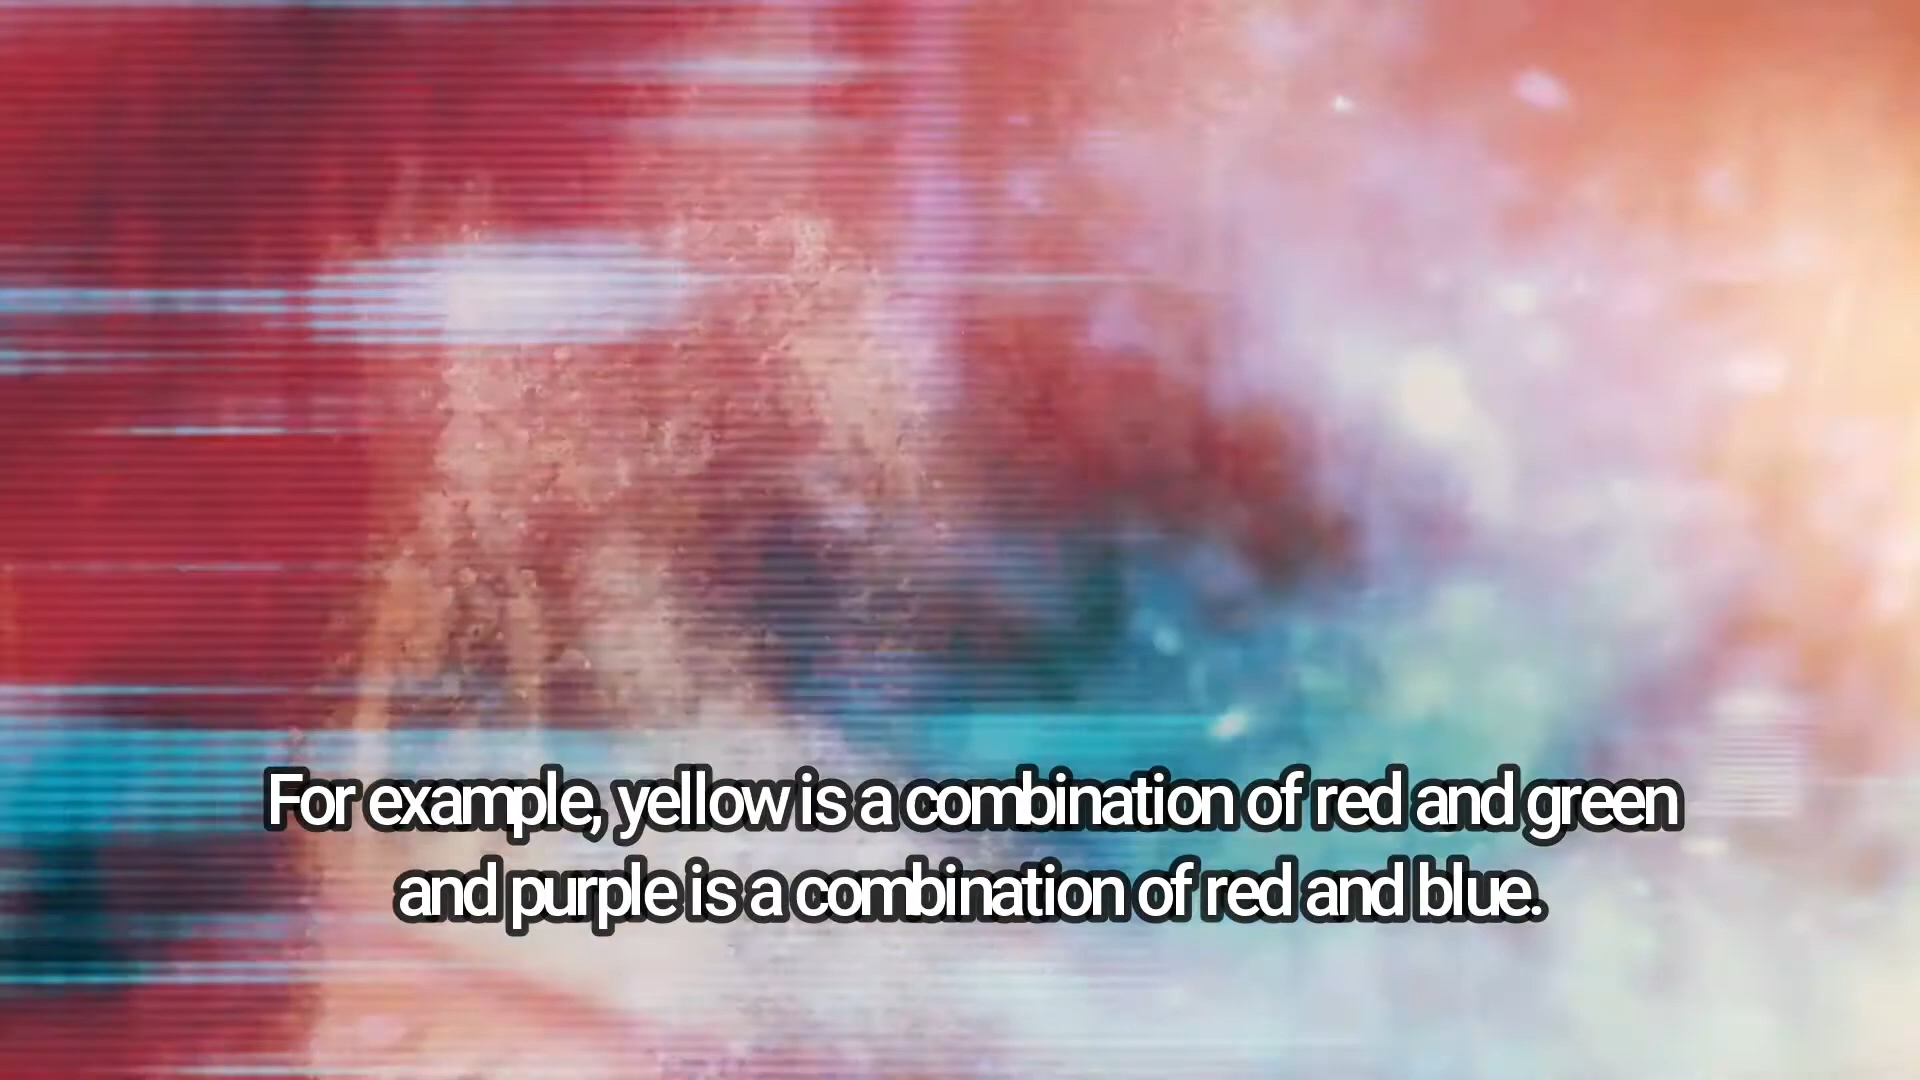 For example, yellow is a combination of red and green
and purple is a combination of red and blue.